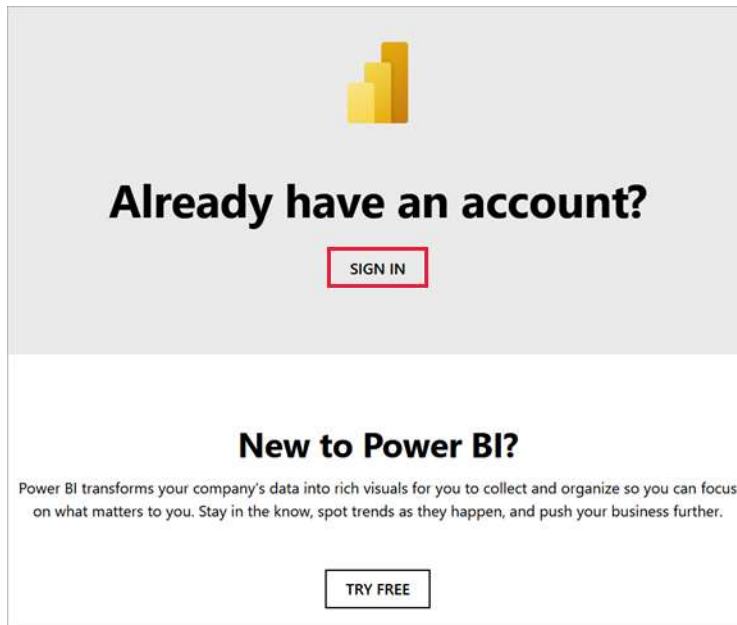 Already have an account?
SIGN IN
New to Power BI?
Power BI transforms your company's data into rich visuals for you to collect and organize so you can focus
on what matters to you. Stay in the know, spot trends as they happen, and push your business further.
TRY FREE